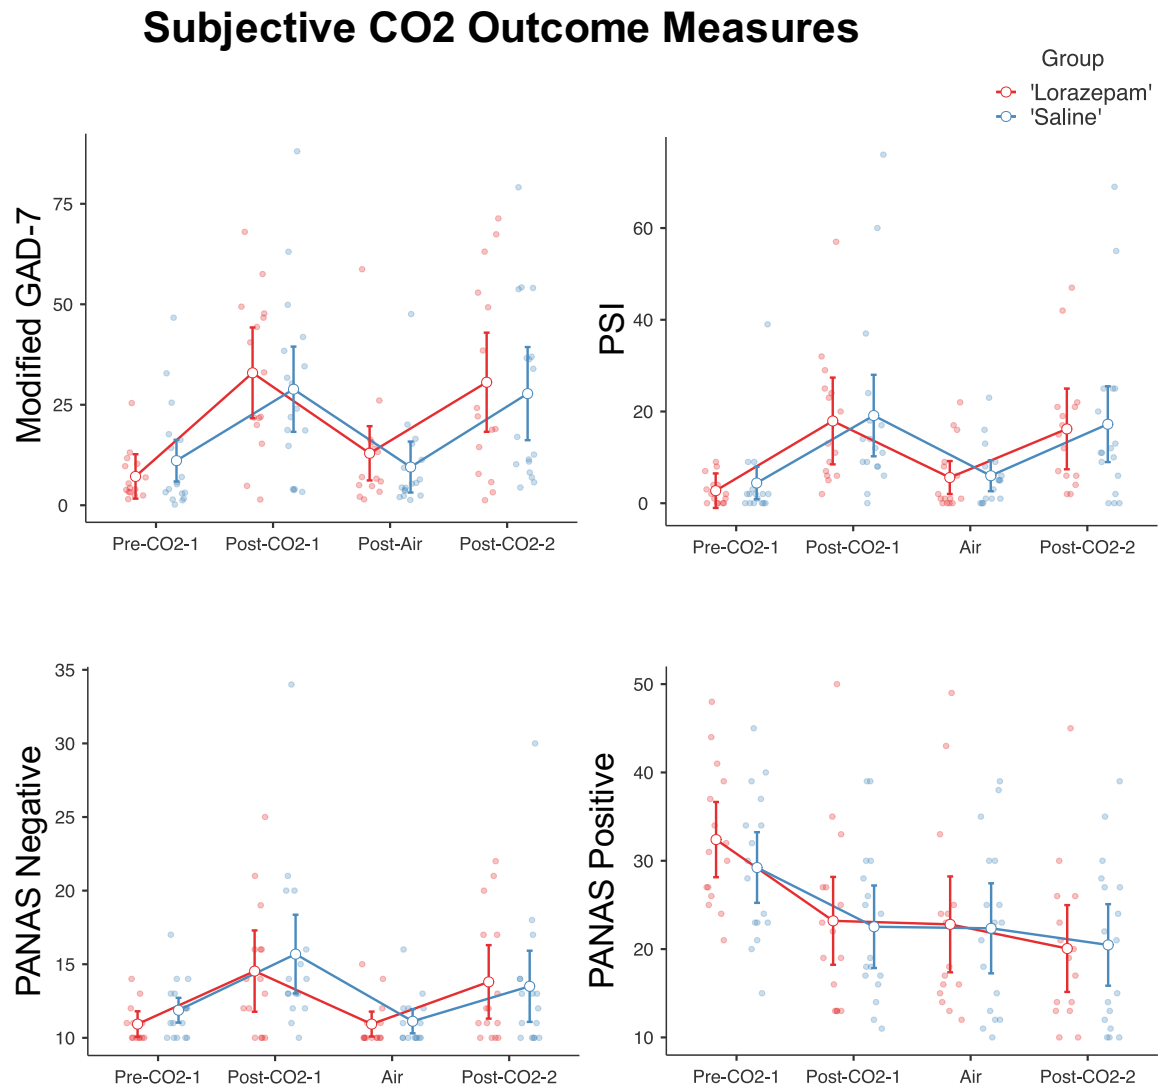 Subjective CO2 Outcome Measures
Group
'Lorazepam'
'Saline'
Modified GAD-7
75
50
25
0
Pre-CO2-1 Post-CO2-1 Post-Air Post-CO2-2
PSI
60
40
20
0
Pre-CO2-1 Post-CO2-1 Air Post-CO2-2
PANAS Negative
35
30
25
20
15
10
Pre-CO2-1 Post-CO2-1 Air Post-CO2-2
PANAS Positive
50
40
30
20
10
Pre-CO2-1 Post-CO2-1 Air Post-CO2-2